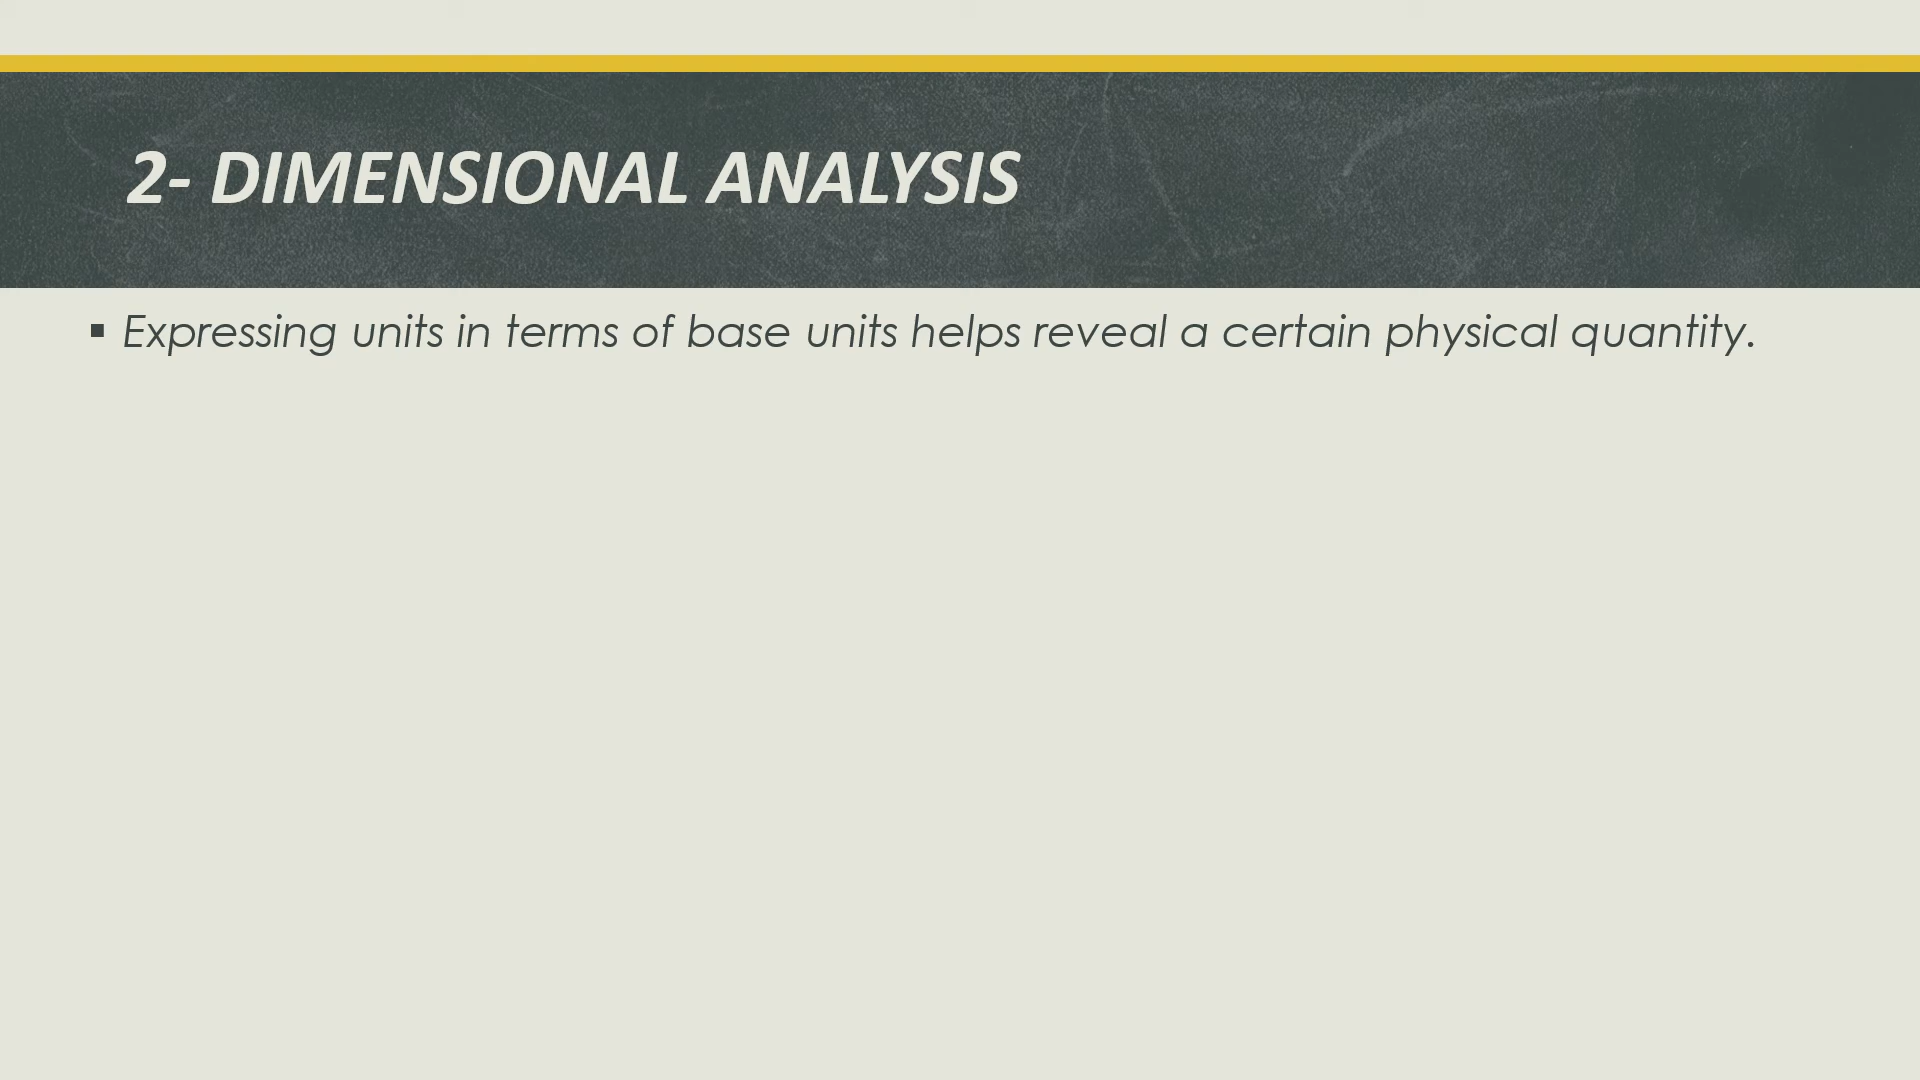 2- DIMENSIONAL ANALYSIS
▪ Expressing units in terms of base units helps reveal a certain physical quantity.